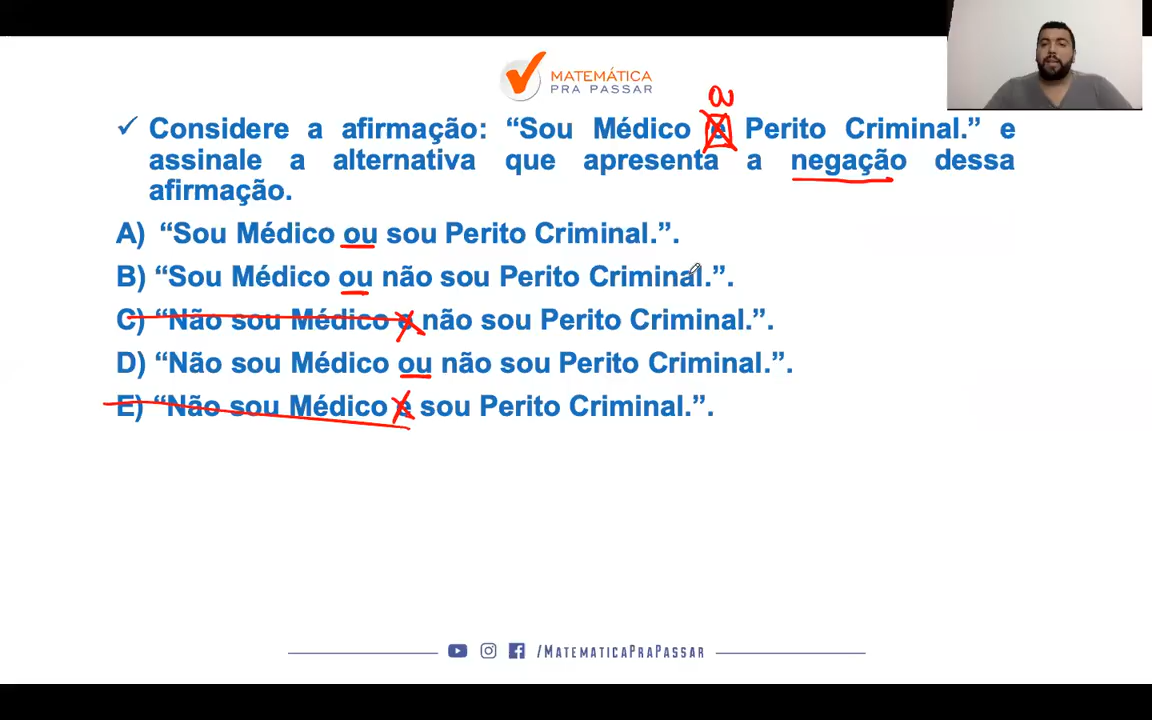 MATEMÁTICA
PRA PASSAR
ou
✓ Considere a afirmação: “Sou Médico e Perito Criminal.” e
assinale a alternativa que apresenta a negação dessa
afirmação.
A) “Sou Médico ou sou Perito Criminal.”.
B) “Sou Médico ou não sou Perito Criminal.”.
C) “Não sou Médico e não sou Perito Criminal.”.
D) “Não sou Médico ou não sou Perito Criminal.”.
E) “Não sou Médico e sou Perito Criminal.”.
/MATEMATICAPRAPASSAR